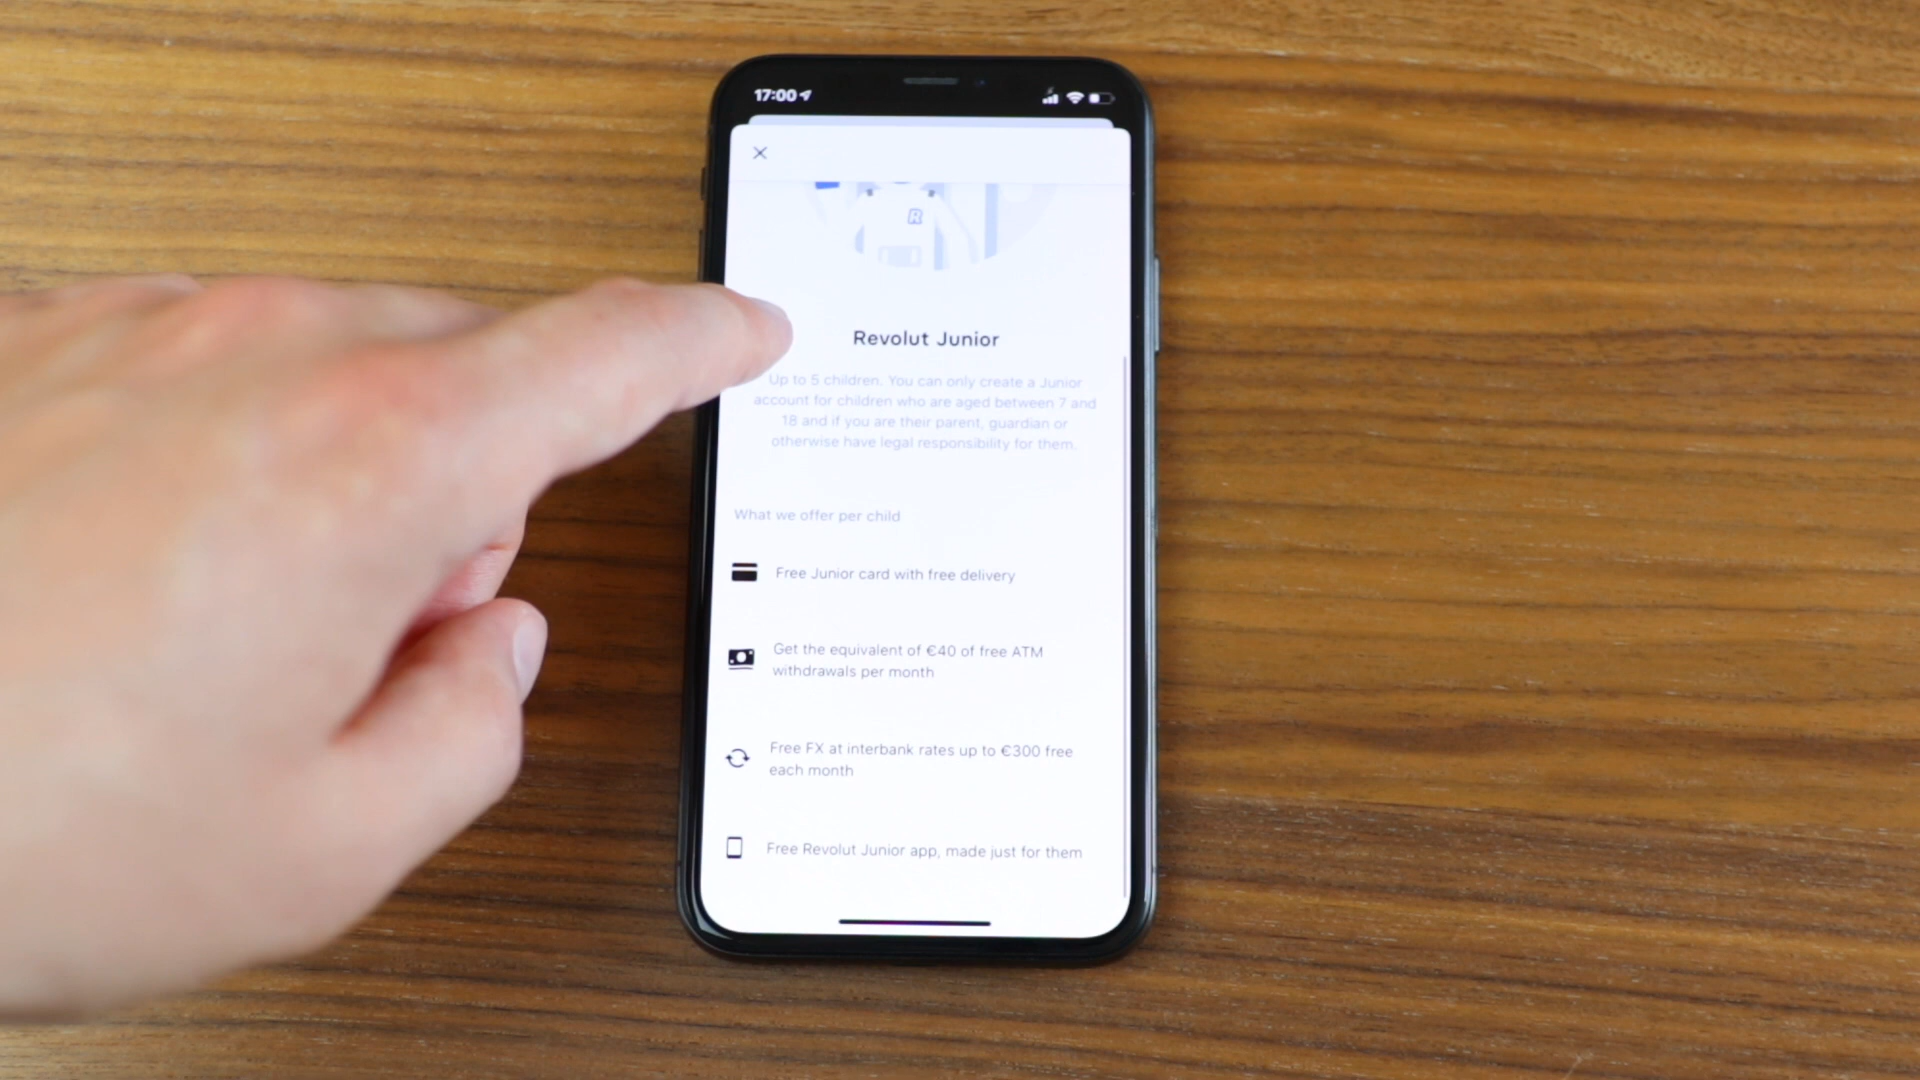 17:00
R
Revolut Junior
Up to 5 children. You can only create a Junior
account for children who are aged between 7 and
18 and if you are their parent, guardian or
otherwise have legal responsibility for them.
What we offer per child
Free Junior card with free delivery
Get the equivalent of €40 of free ATM
withdrawals per month
Free FX at interbank rates up to €300 free
each month
Free Revolut Junior app, made just for them